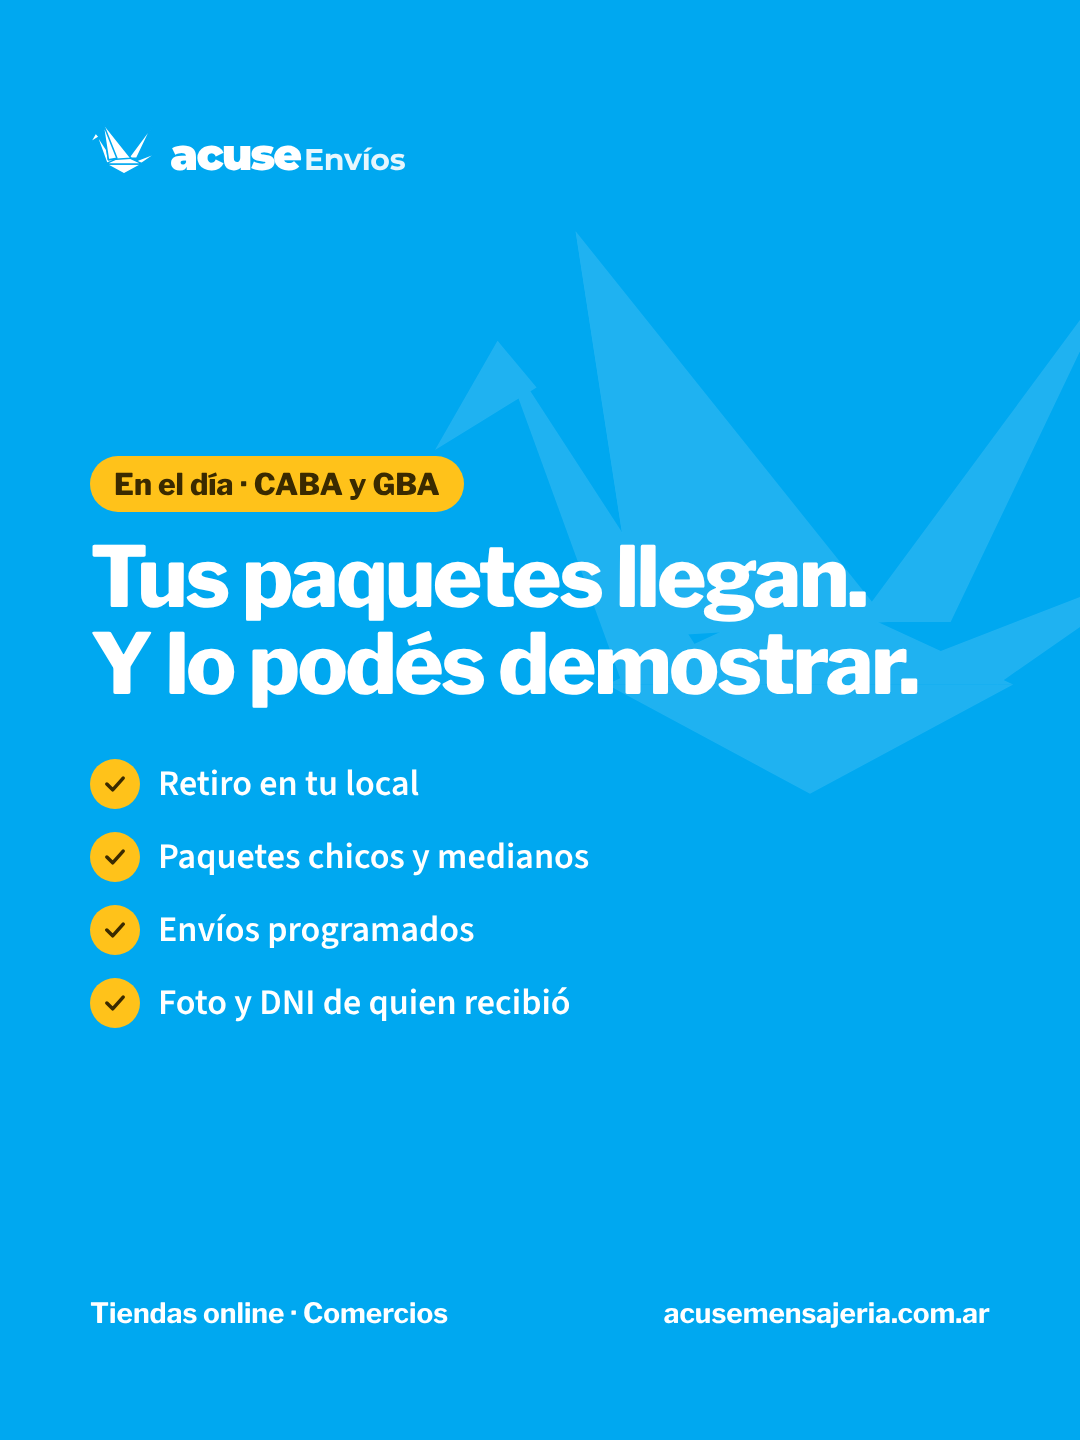 acuse Envíos
En el día · CABA y GBA
Tus paquetes llegan.
Y lo podés demostrar.
Retiro en tu local
Paquetes chicos y medianos
Envíos programados
Foto y DNI de quien recibió
Tiendas online · Comercios
acusemensajeria.com.ar